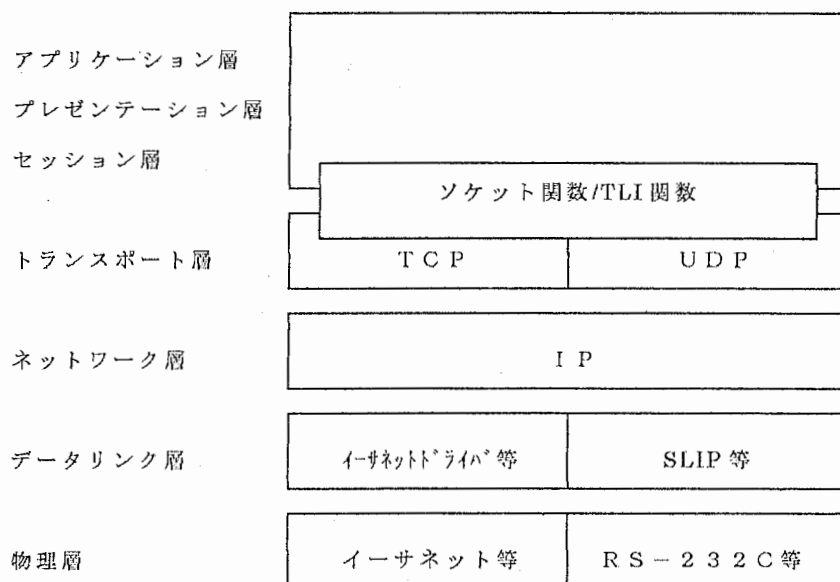 アプリケーション層
プレゼンテーション層
セッション層
ソケット関数/TLI関数
トランスポート層
TCP
UDP
ネットワーク層
IP
データリンク層
イーサネットドライバ等
SLIP等
物理層
イーサネット等
RS－232C等